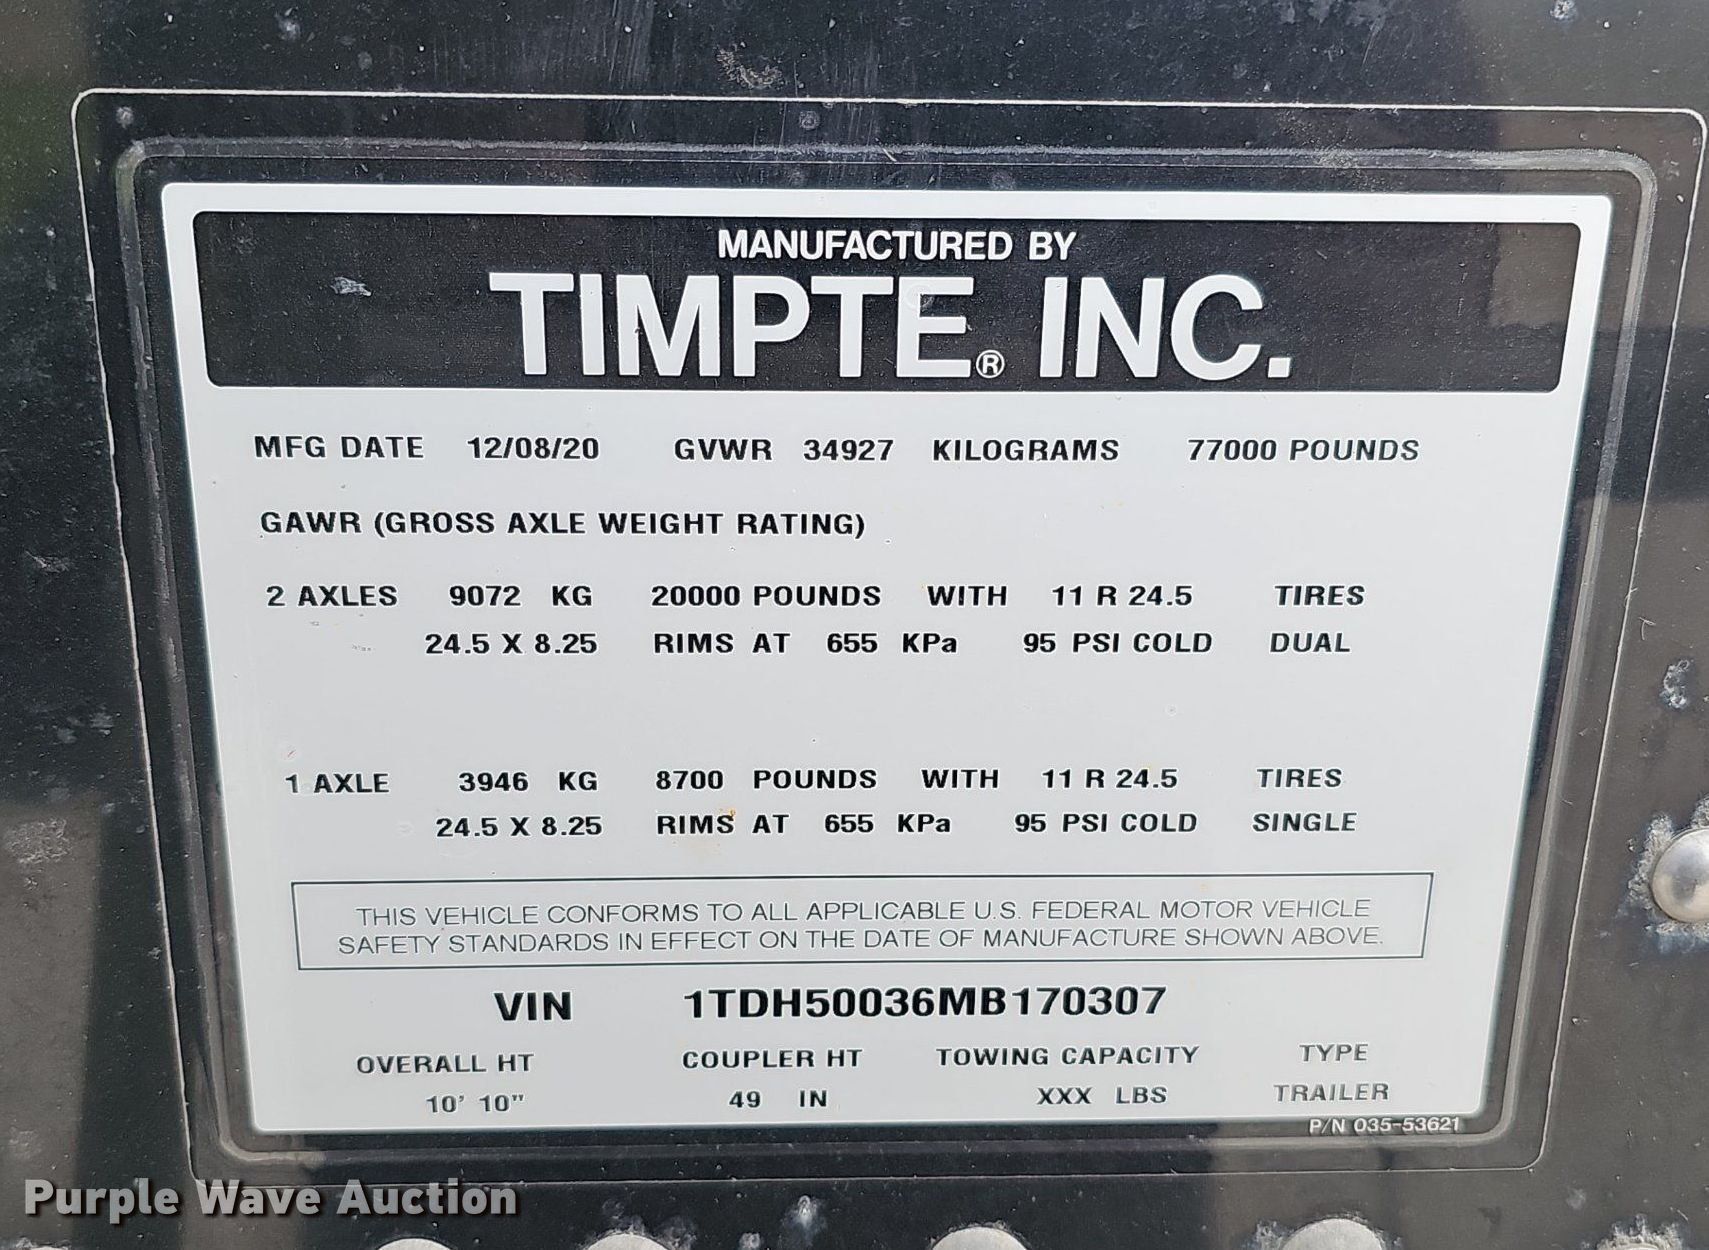 MANUFACTURED BY
TIMPTE® INC.
MFG DATE 12/08/20 GVWR 34927 KILOGRAMS 77000 POUNDS
GAWR (GROSS AXLE WEIGHT RATING)
2 AXLES 9072 KG 20000 POUNDS WITH 11 R 24.5 TIRES
24.5 X 8.25 RIMS AT 655 KPa 95 PSI COLD DUAL
1 AXLE 3946 KG 8700 POUNDS WITH 11 R 24.5 TIRES
24.5 X 8.25 RIMS AT 655 KPa 95 PSI COLD SINGLE
THIS VEHICLE CONFORMS TO ALL APPLICABLE U.S. FEDERAL MOTOR VEHICLE
SAFETY STANDARDS IN EFFECT ON THE DATE OF MANUFACTURE SHOWN ABOVE.
VIN 1TDH50036MB170307
OVERALL HT COUPLER HT TOWING CAPACITY TYPE
10' 10" 49 IN XXX LBS TRAILER
P/N 035-53621
Purple Wave Auction